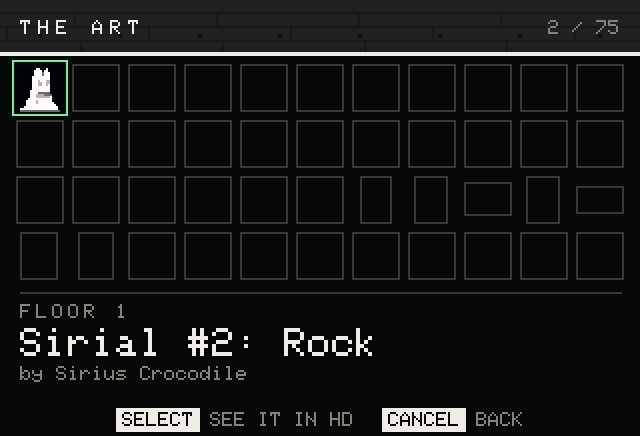 THE ART
2 / 75
FLOOR 1
Sirial #2: Rock
by Sirius Crocodile
SELECT SEE IT IN HD CANCEL BACK